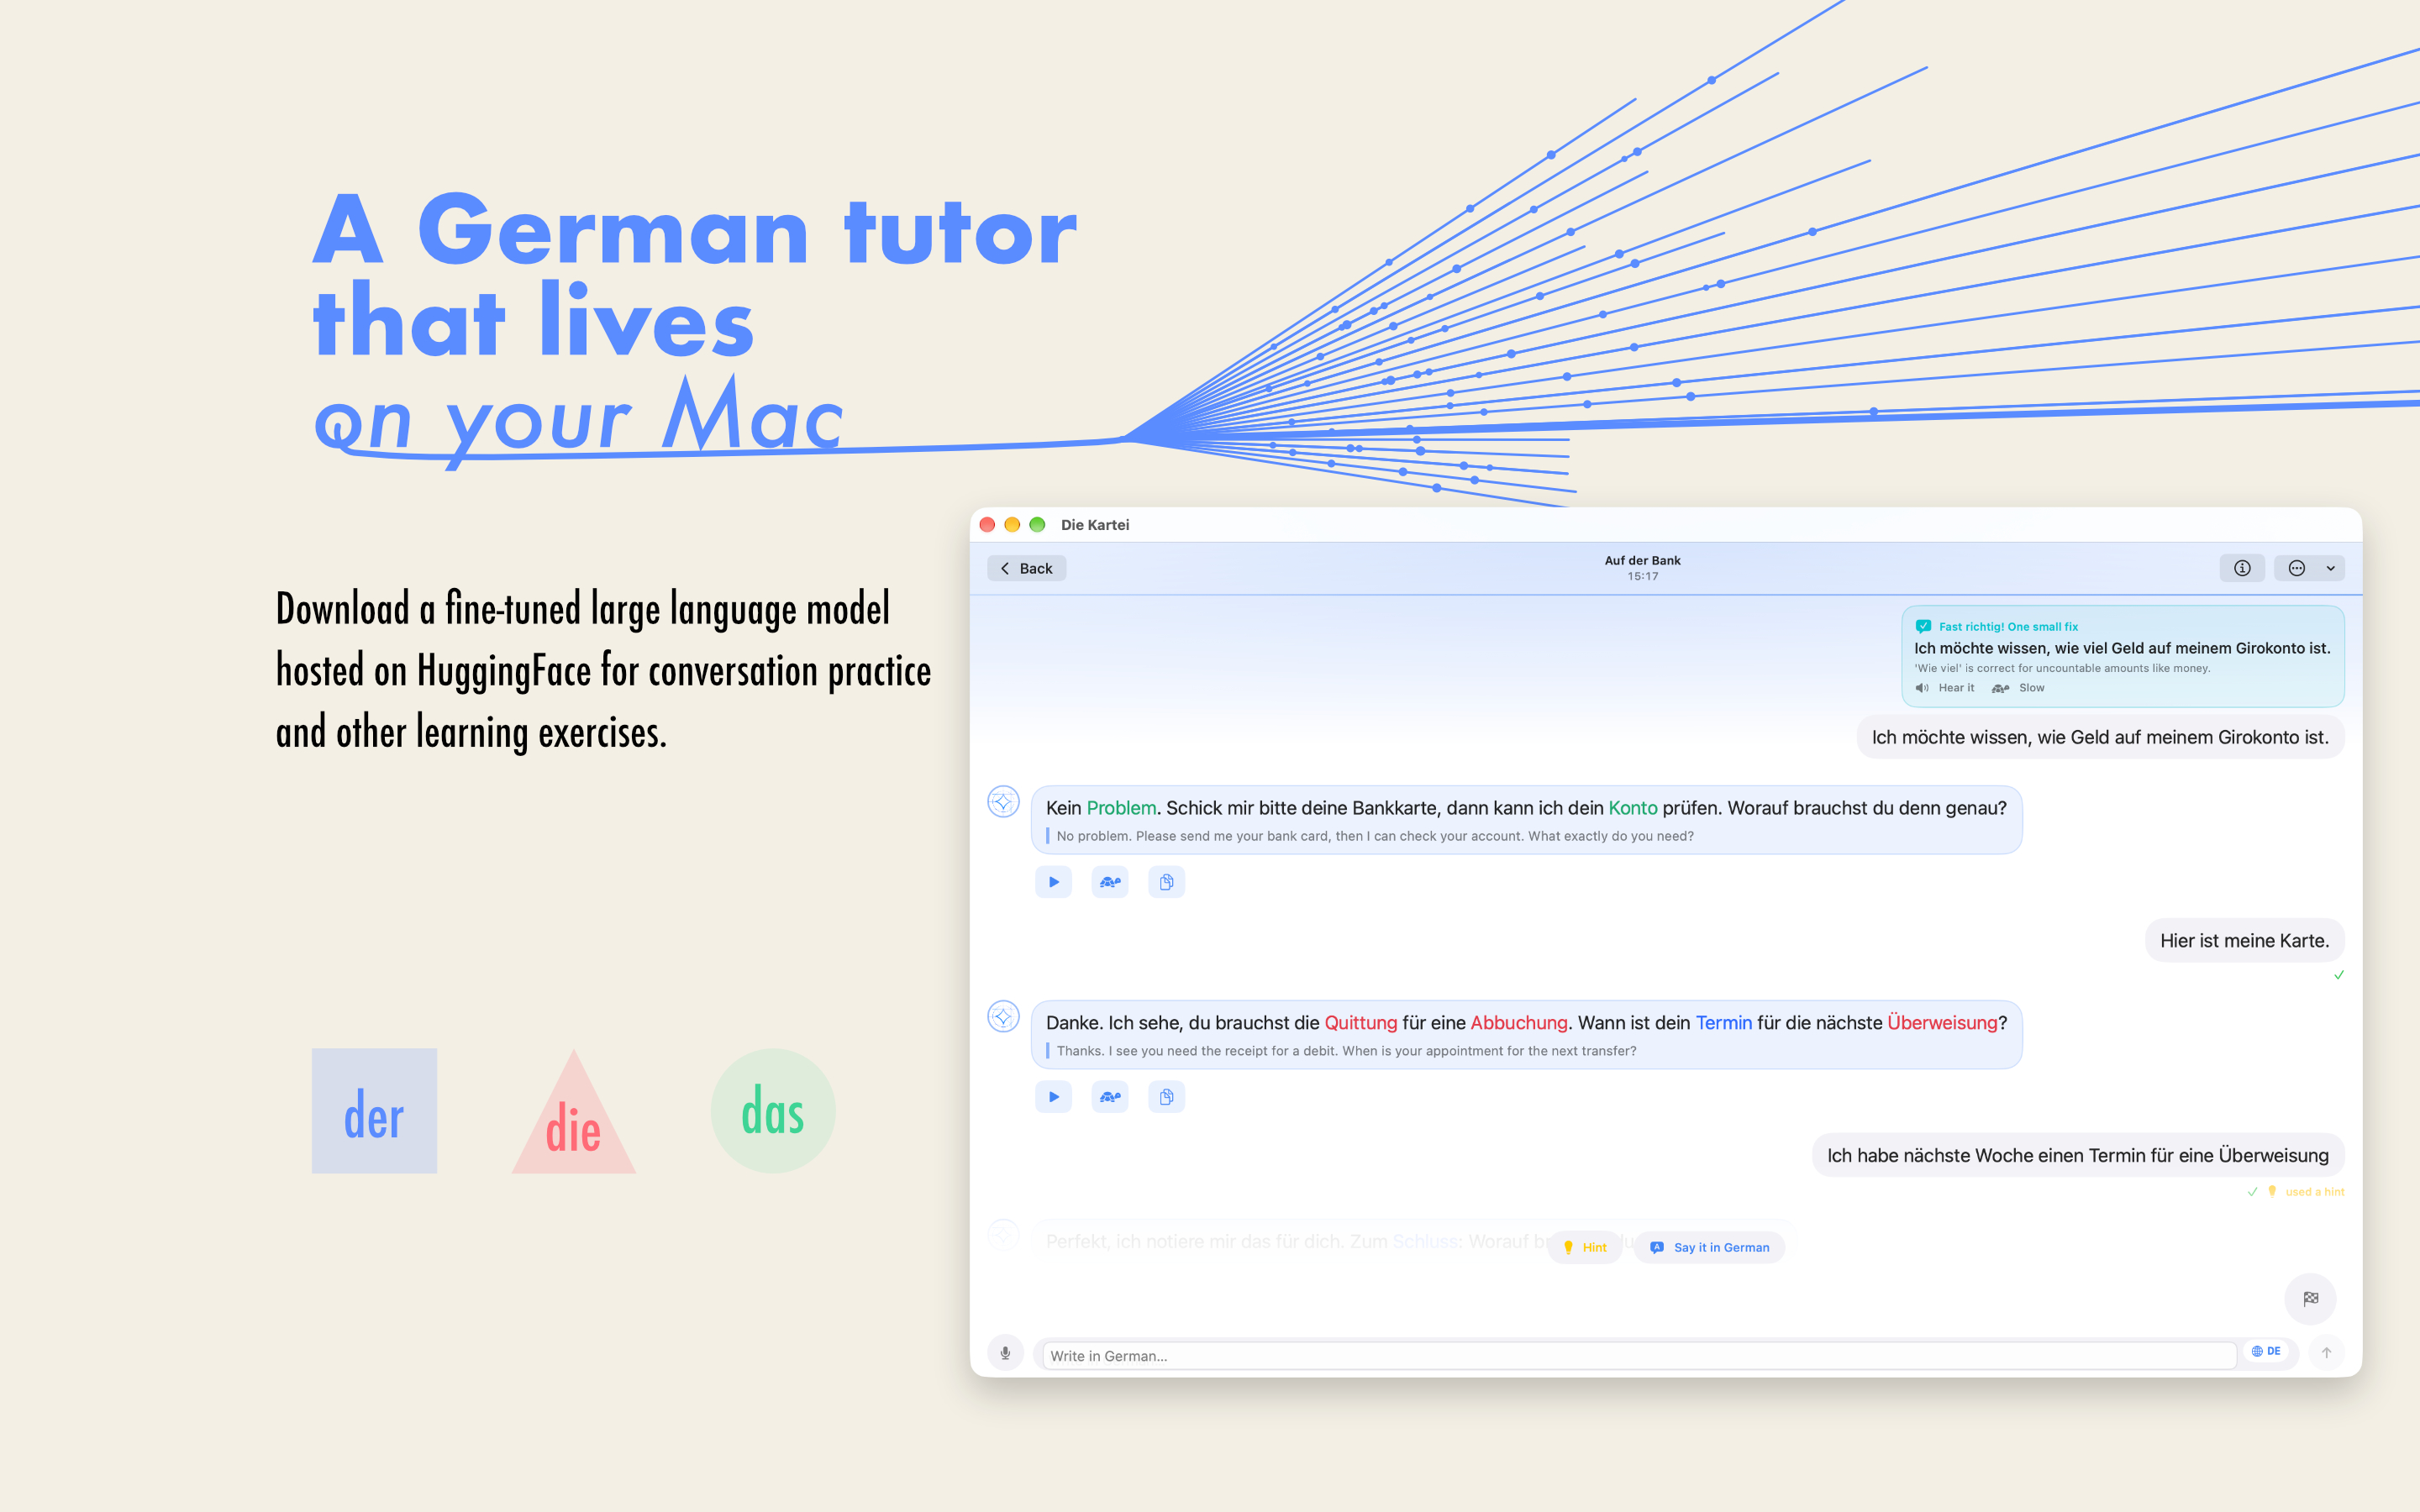 A German tutor
that lives
on your Mac
Download a fine-tuned large language model
hosted on HuggingFace for conversation practice
and other learning exercises.
der
die
das
Die Kartei
Back
Auf der Bank
15:17
Fast richtig! One small fix
Ich möchte wissen, wie viel Geld auf meinem Girokonto ist.
'Wie viel' is correct for uncountable amounts like money.
Hear it
Slow
Ich möchte wissen, wie Geld auf meinem Girokonto ist.
Kein Problem. Schick mir bitte deine Bankkarte, dann kann ich dein Konto prüfen. Worauf brauchst du denn genau?
No problem. Please send me your bank card, then I can check your account. What exactly do you need?
Hier ist meine Karte.
Danke. Ich sehe, du brauchst die Quittung für eine Abbuchung. Wann ist dein Termin für die nächste Überweisung?
Thanks. I see you need the receipt for a debit. When is your appointment for the next transfer?
Ich habe nächste Woche einen Termin für eine Überweisung
used a hint
Perfekt, ich notiere mir das für dich. Zum Schluss: Worauf
Hint
Say it in German
Write in German...
DE